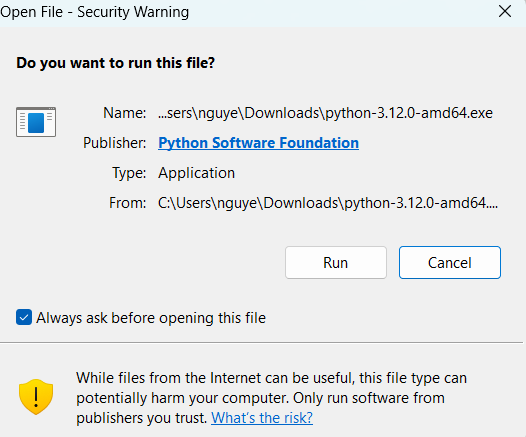 Open File - Security Warning
Do you want to run this file?
Name: ...sers\nguye\Downloads\python-3.12.0-amd64.exe
Publisher: Python Software Foundation
Type: Application
From: C:\Users\nguye\Downloads\python-3.12.0-amd64....
Run Cancel
Always ask before opening this file
While files from the Internet can be useful, this file type can
potentially harm your computer. Only run software from
publishers you trust. What's the risk?